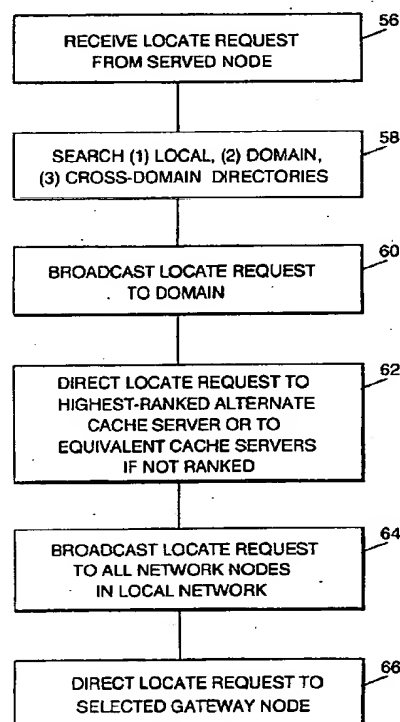 56
RECEIVE LOCATE REQUEST
FROM SERVED NODE
58
SEARCH (1) LOCAL, (2) DOMAIN,
(3) CROSS-DOMAIN DIRECTORIES
60
BROADCAST LOCATE REQUEST
TO DOMAIN
62
DIRECT LOCATE REQUEST TO
HIGHEST-RANKED ALTERNATE
CACHE SERVER OR TO
EQUIVALENT CACHE SERVERS
IF NOT RANKED
64
BROADCAST LOCATE REQUEST
TO ALL NETWORK NODES
IN LOCAL NETWORK
66
DIRECT LOCATE REQUEST TO
SELECTED GATEWAY NODE